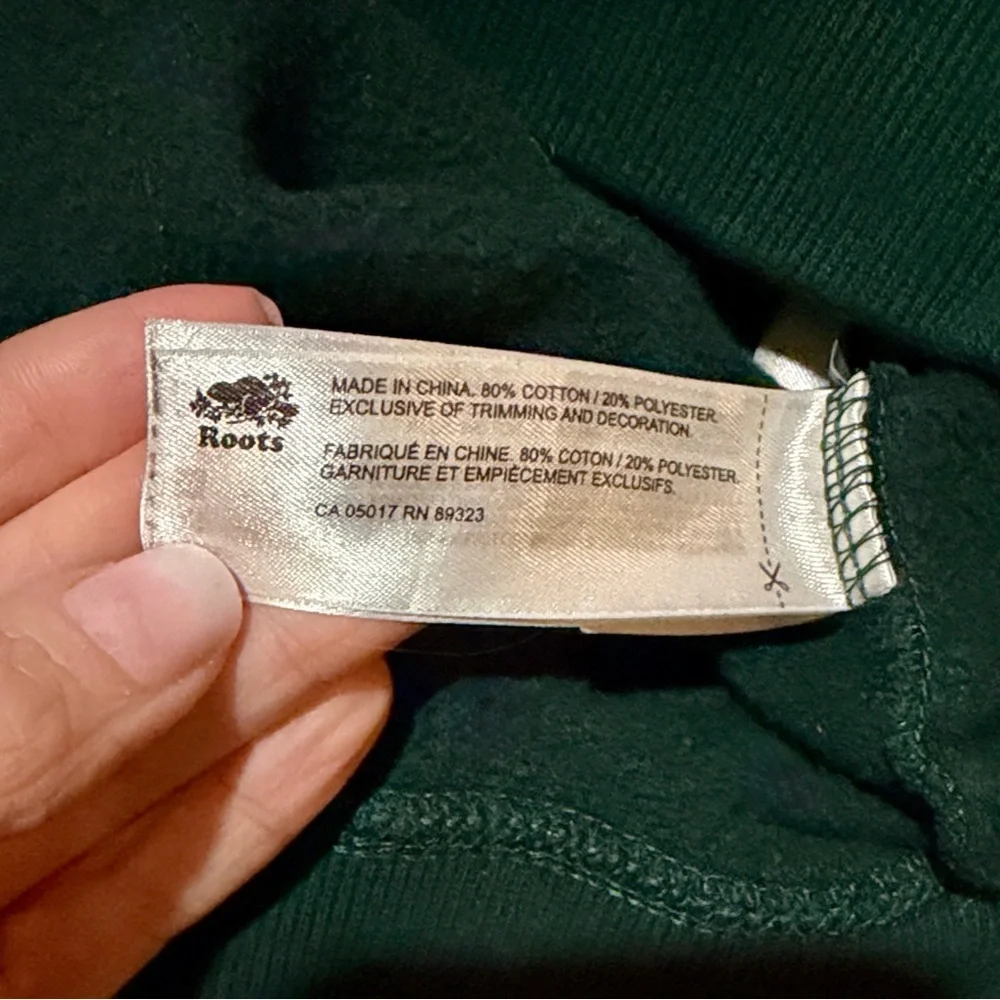 Roots
MADE IN CHINA. 80% COTTON / 20% POLYESTER.
EXCLUSIVE OF TRIMMING AND DECORATION.
FABRIQUÉ EN CHINE. 80% COTON / 20% POLYESTER.
GARNITURE ET EMPIÈCEMENT EXCLUSIFS.
CA 05017 RN 89323